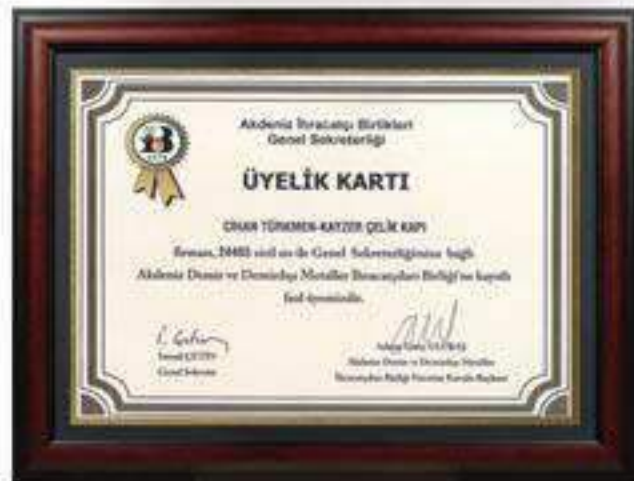 Akdeniz İhracatçı Birlikleri
Genel Sekreterliği
ÜYELİK KARTI
CİHAN TÜRKMEN-KAYZER ÇELİK KAPI
firması, sicil no ile Genel Sekreterliğimize bağlı
Akdeniz Demir ve Demirdışı Metaller İhracatçıları Birliği'ne kayıtlı
faal üyemizdir.
Genel Sekreter
Akdeniz Demir ve Demirdışı Metaller
İhracatçıları Birliği Yönetim Kurulu Başkanı